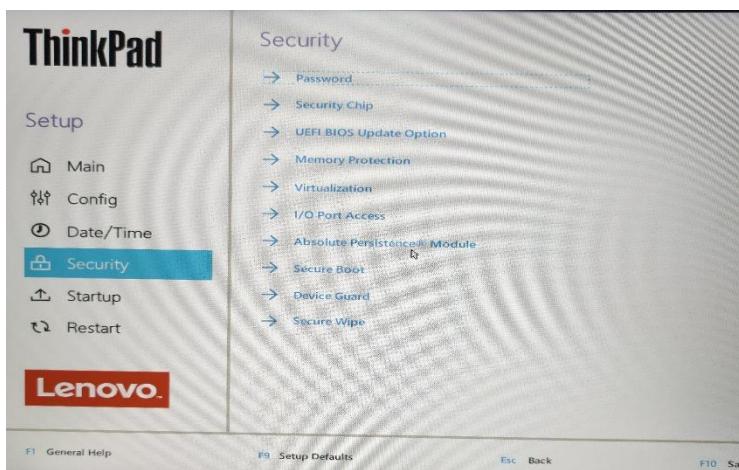 ThinkPad
Setup
Main
Config
Date/Time
Security
Startup
Restart
Lenovo
Security
Password
Security Chip
UEFI BIOS Update Option
Memory Protection
Virtualization
I/O Port Access
Absolute Persistence® Module
Secure Boot
Device Guard
Secure Wipe
F1 General Help
F9 Setup Defaults
Esc Back
F10 Sa